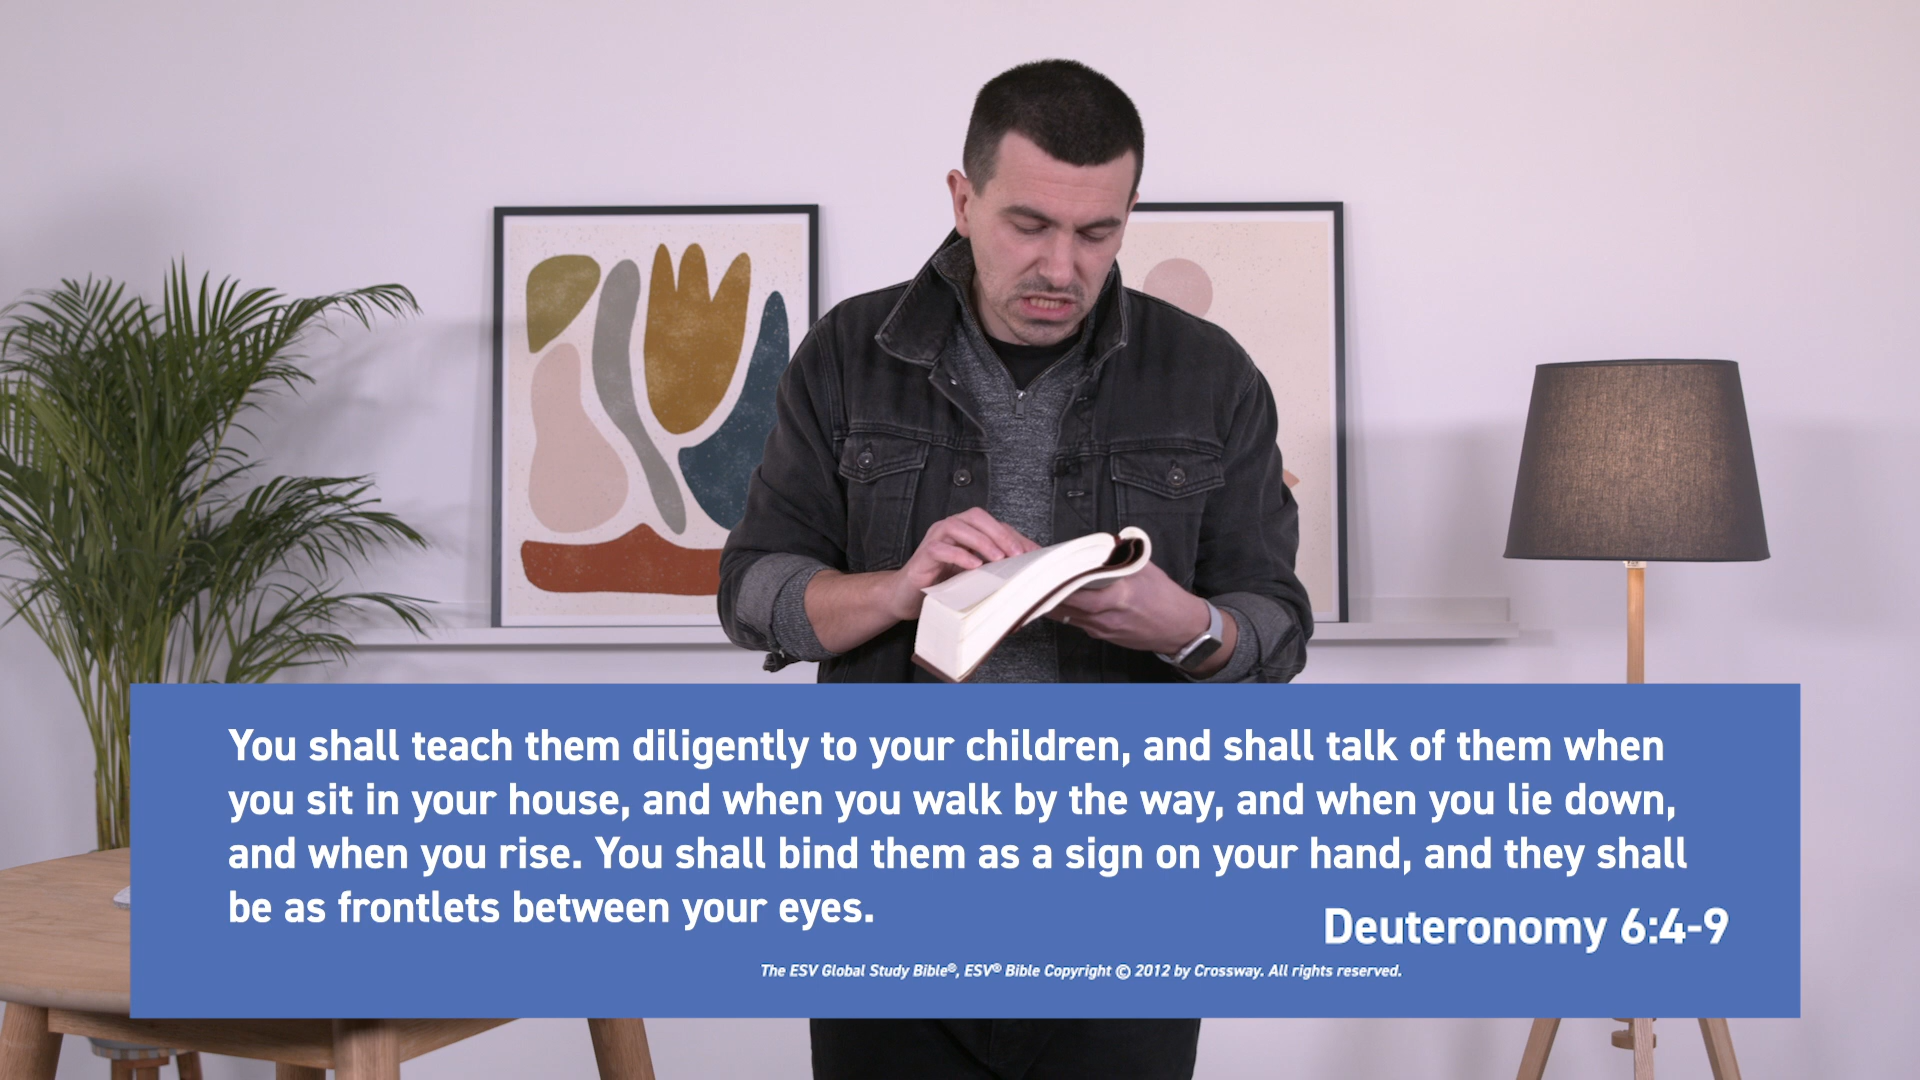 You shall teach them diligently to your children, and shall talk of them when
you sit in your house, and when you walk by the way, and when you lie down,
and when you rise. You shall bind them as a sign on your hand, and they shall
be as frontlets between your eyes.
Deuteronomy 6:4-9
The ESV Global Study Bible®, ESV® Bible Copyright © 2012 by Crossway. All rights reserved.